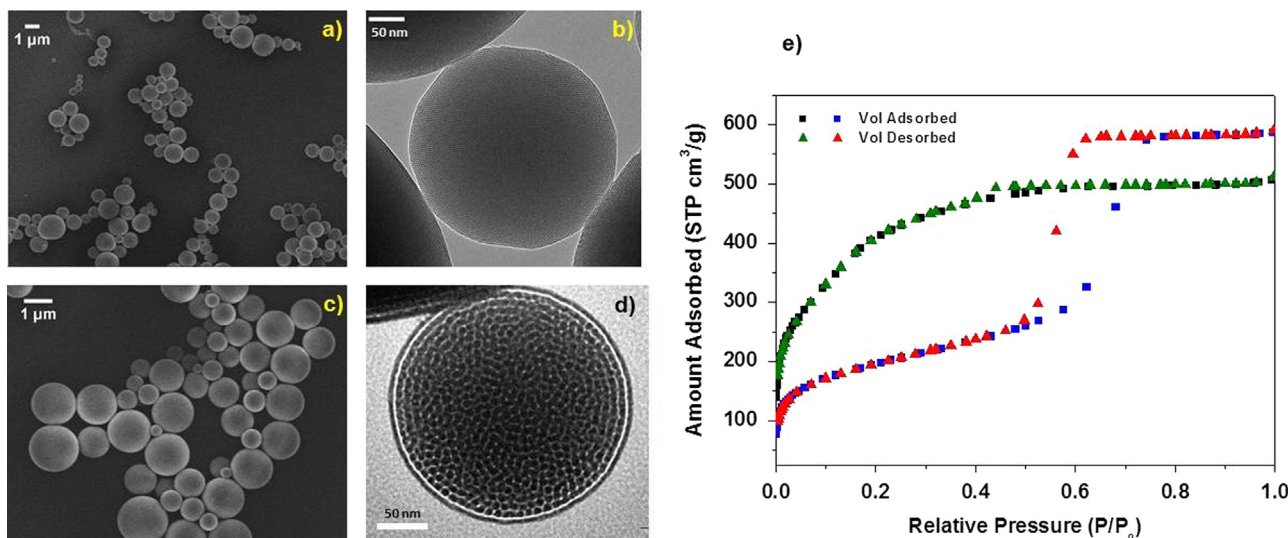 a)
1 μm
b)
50 nm
c)
1 μm
d)
50 nm
e)
Vol Adsorbed
Vol Desorbed
Amount Adsorbed (STP cm³/g)
600
500
400
300
200
100
0.0 0.2 0.4 0.6 0.8 1.0
Relative Pressure (P/Pₒ)